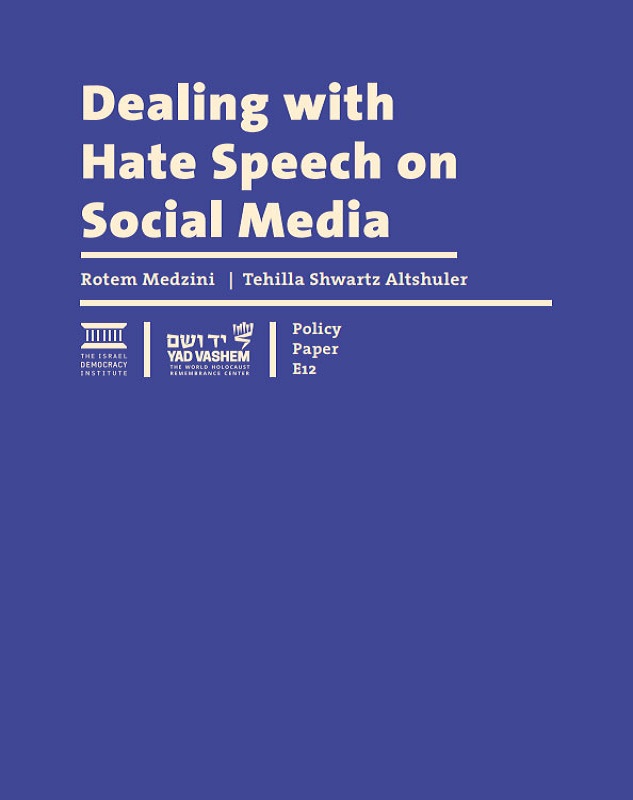 Dealing with
Hate Speech on
Social Media
Rotem Medzini | Tehilla Shwartz Altshuler
THE ISRAEL
DEMOCRACY
INSTITUTE
יד ושם
YAD VASHEM
THE WORLD HOLOCAUST
REMEMBRANCE CENTER
Policy
Paper
E12